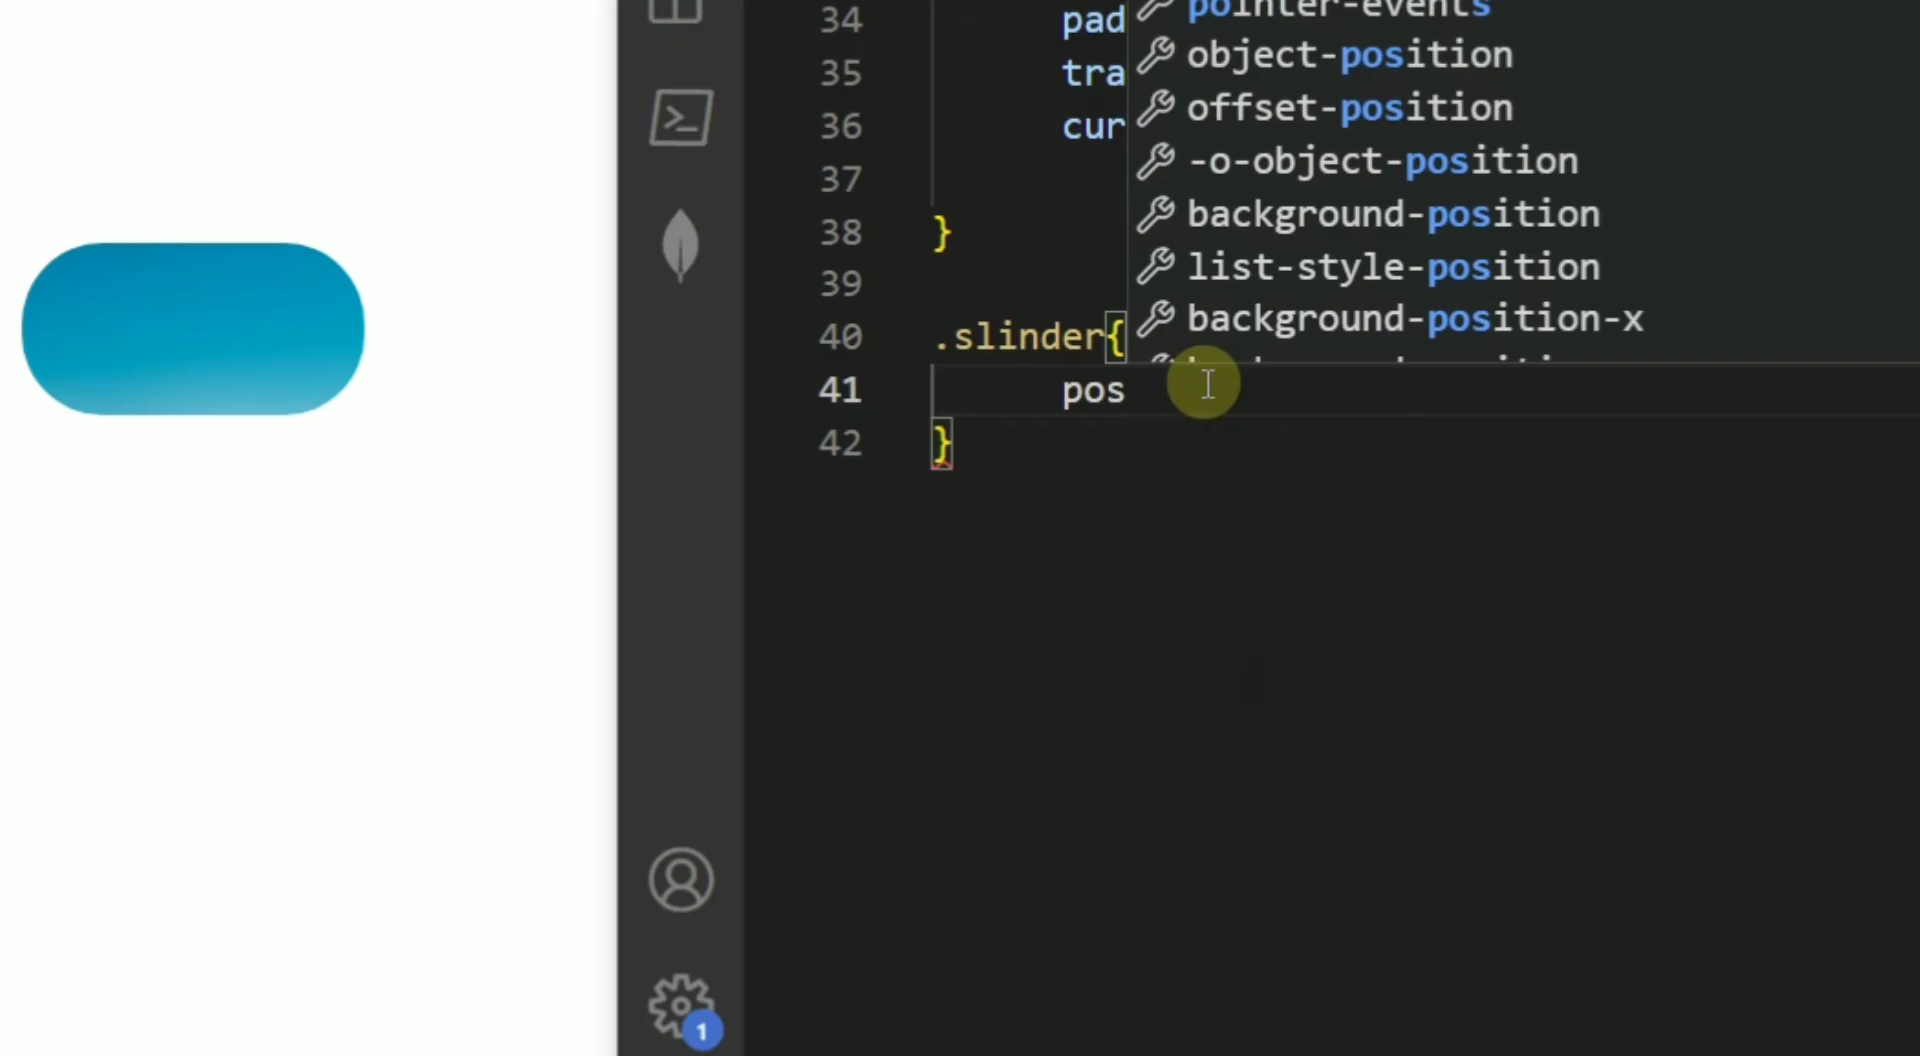 34 pad
pointer-events
object-position
35 tra
offset-position
36 cur
-o-object-position
37
background-position
38 }
list-style-position
39
background-position-x
40 .slinder{
41 pos
42 }
1